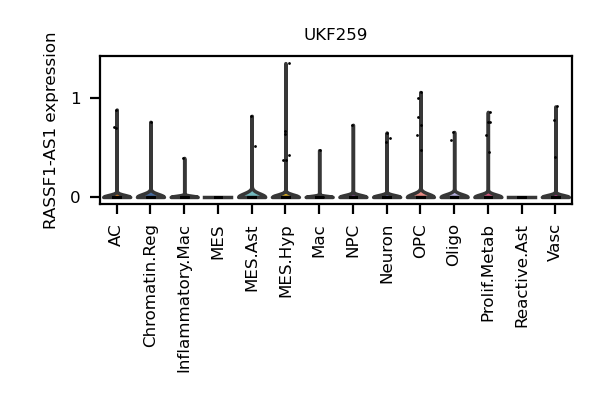 UKF259
RASSF1-AS1 expression
1
0
AC
Chromatin.Reg
Inflammatory.Mac
MES
MES.Ast
MES.Hyp
Mac
NPC
Neuron
OPC
Oligo
Prolif.Metab
Reactive.Ast
Vasc